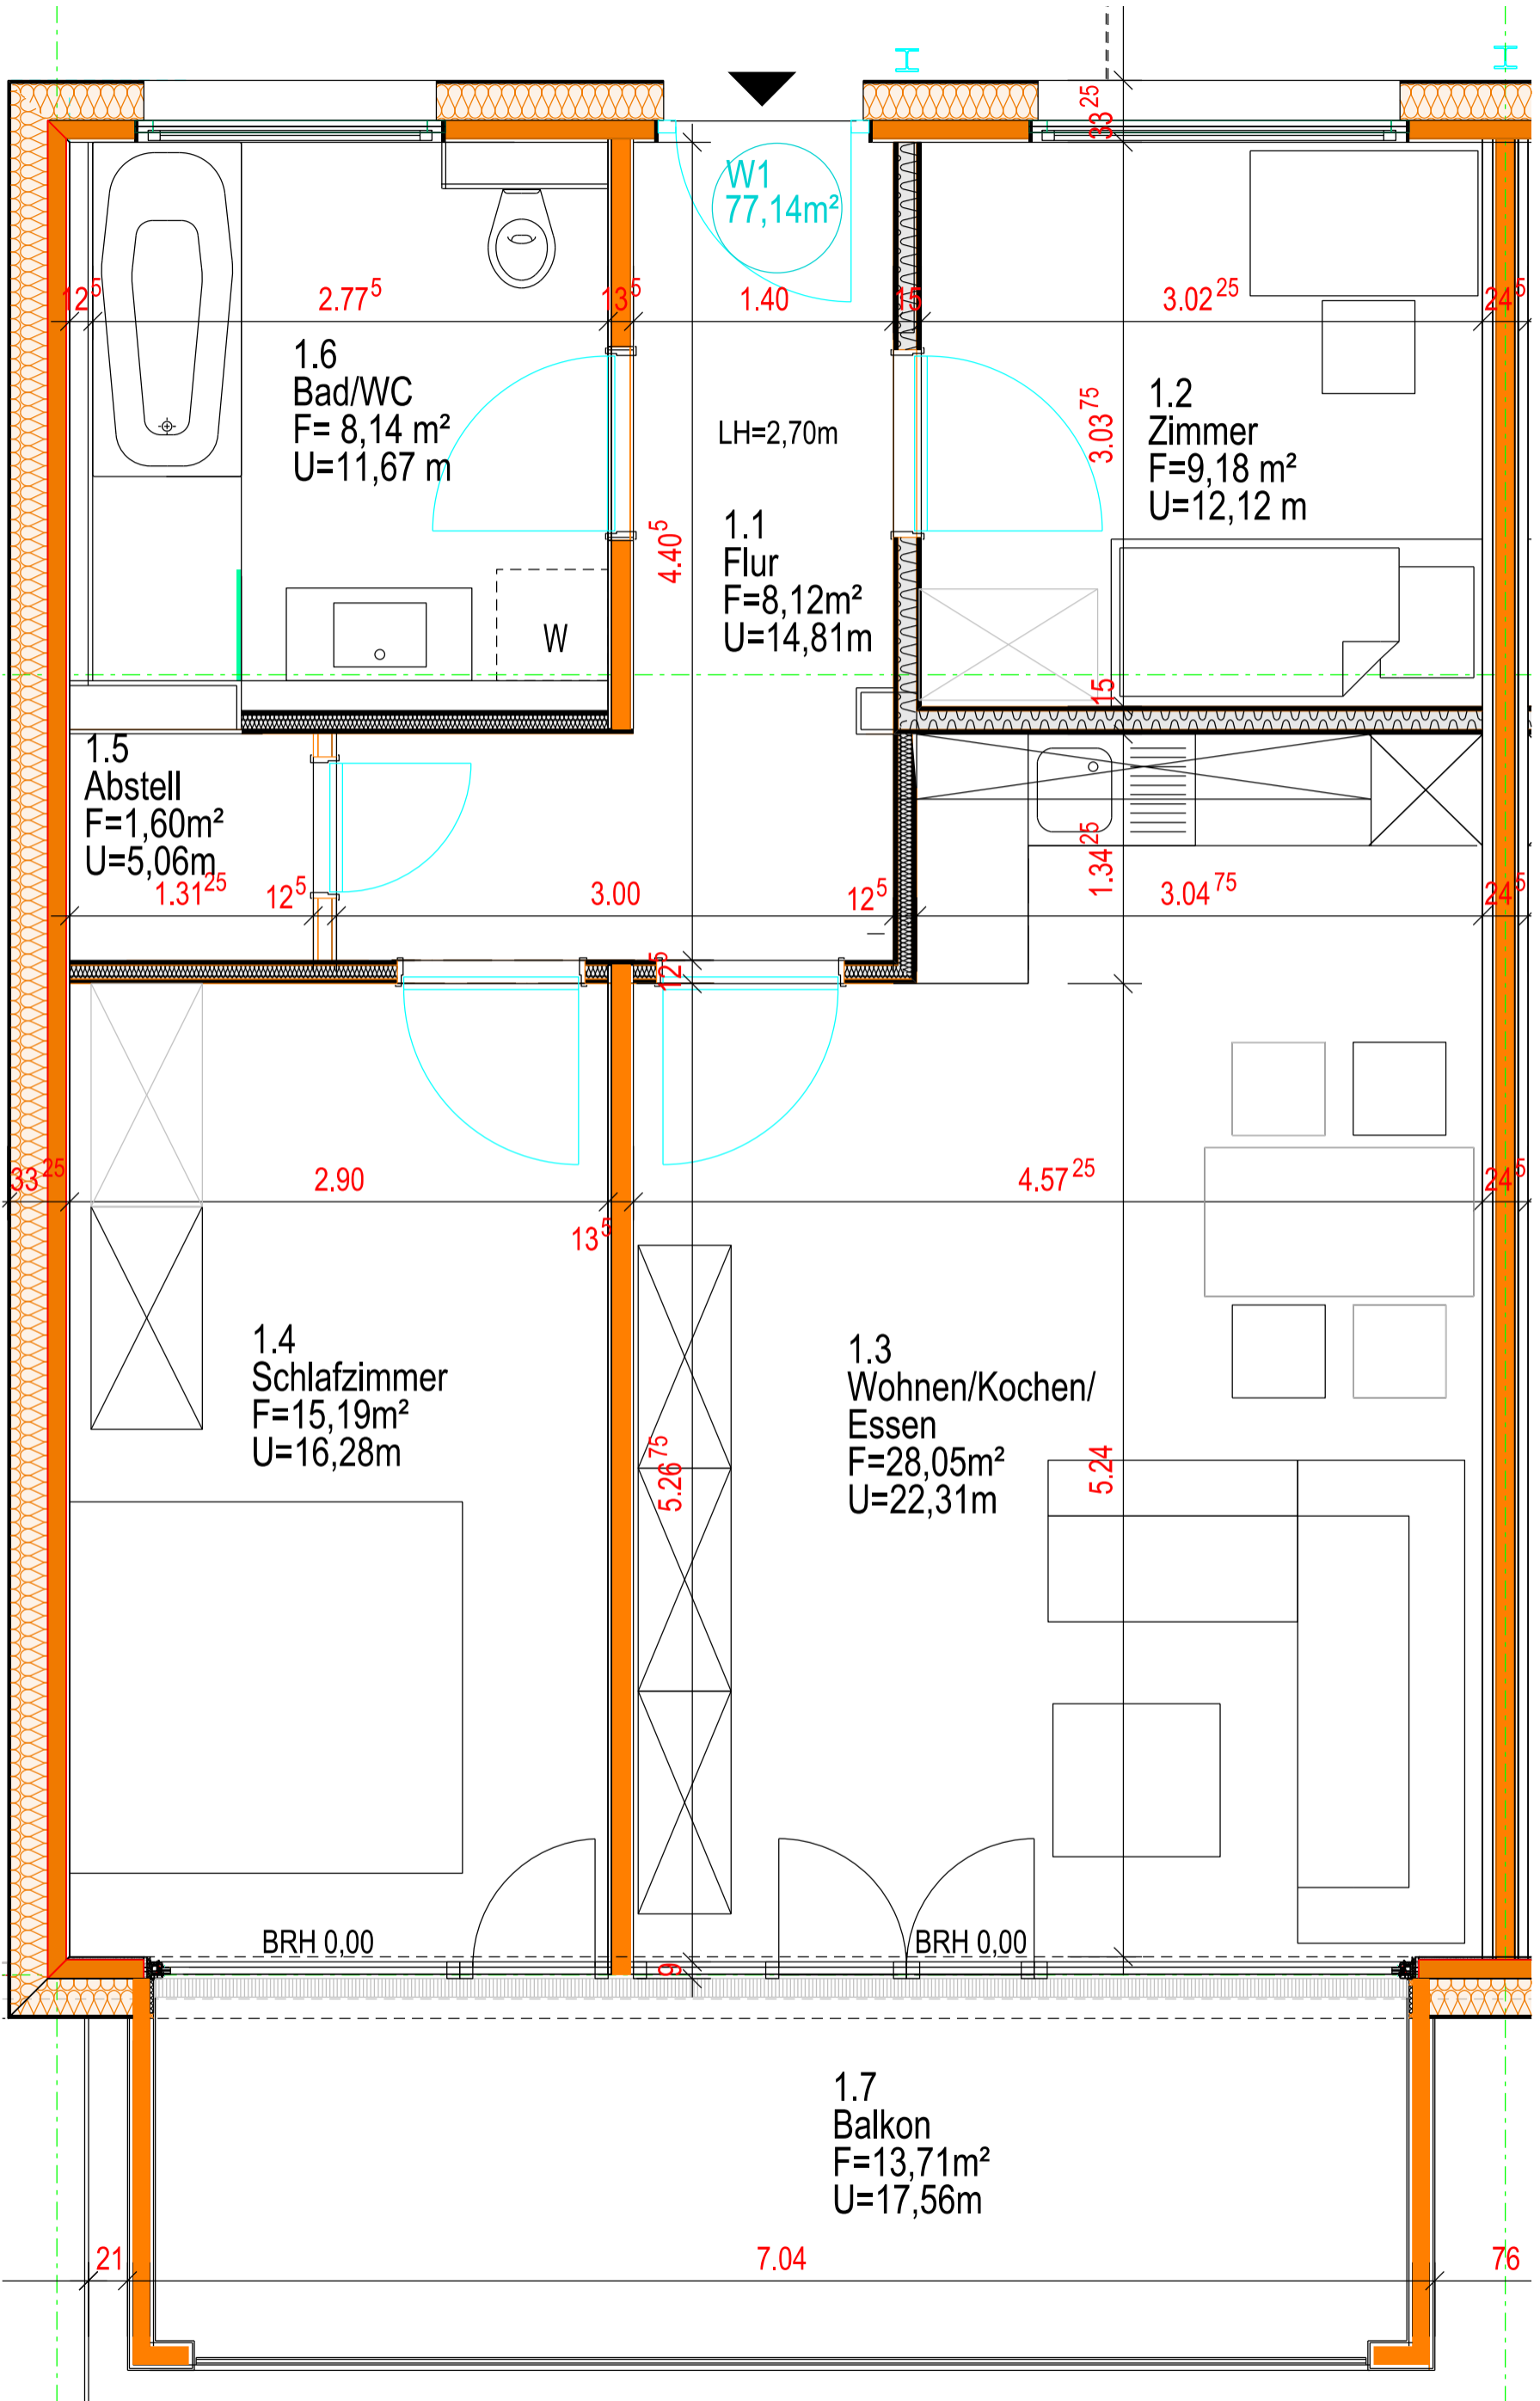 33 25
W1
77,14m²
12 5
2.77 5
13 5
1.40
15
3.02 25
24 5
1.6
Bad/WC
F= 8,14 m²
U=11,67 m
LH=2,70m
3.03 75
1.2
Zimmer
F=9,18 m²
U=12,12 m
4.40 5
1.1
Flur
F=8,12m²
U=14,81m
W
15
1.5
Abstell
F=1,60m²
U=5,06m
1.31 25
12 5
3.00
12 5
1.34 25
3.04 75
24 5
12 5
33 25
2.90
13 5
4.57 25
24 5
1.4
Schlafzimmer
F=15,19m²
U=16,28m
1.3
Wohnen/Kochen/
Essen
F=28,05m²
U=22,31m
5.26 75
5.24
BRH 0,00
BRH 0,00
9
1.7
Balkon
F=13,71m²
U=17,56m
21
7.04
76